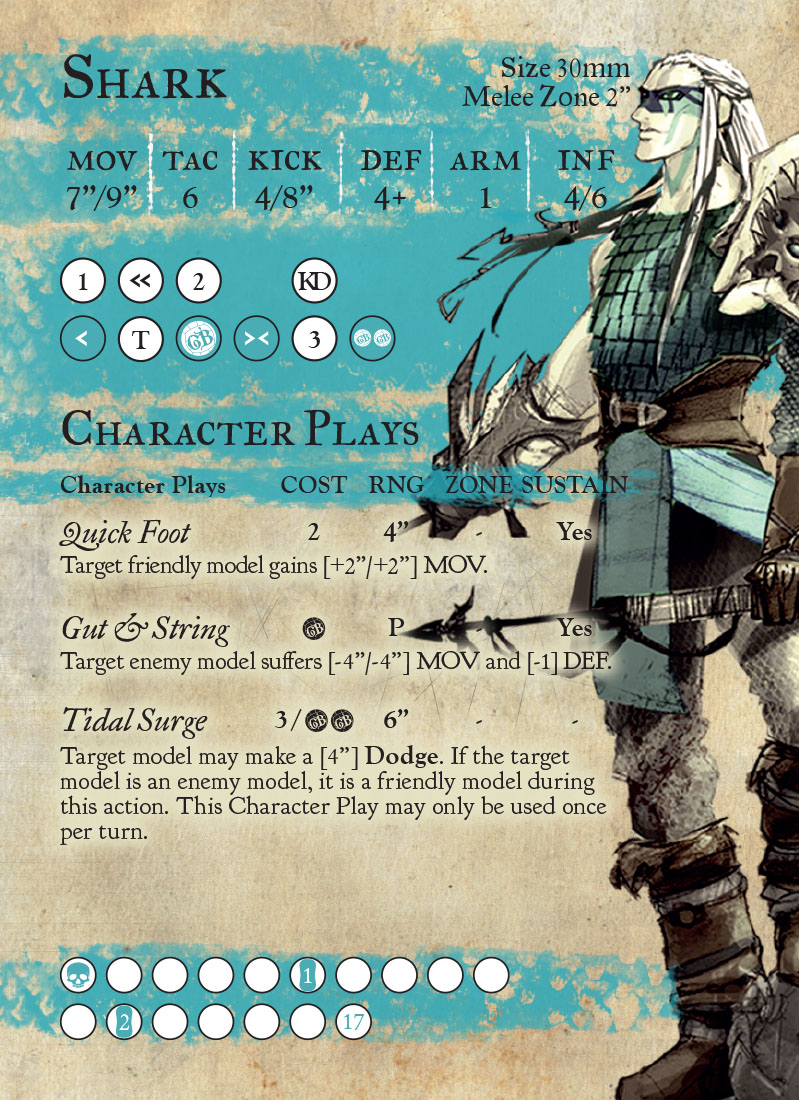 Shark
Size 30mm
Melee Zone 2”
MOV TAC KICK DEF ARM INF
7”/9” 6 4/8” 4+ 1 4/6
1 << 2 KD
< T GB >< 3 GB GB
Character Plays
Character Plays COST RNG ZONE SUSTAIN
Quick Foot 2 4” - Yes
Target friendly model gains [+2”/+2”] MOV.
Gut & String GB P - Yes
Target enemy model suffers [-4”/-4”] MOV and [-1] DEF.
Tidal Surge 3/GB GB 6” - -
Target model may make a [4”] Dodge. If the target
model is an enemy model, it is a friendly model during
this action. This Character Play may only be used once
per turn.
1
2 17